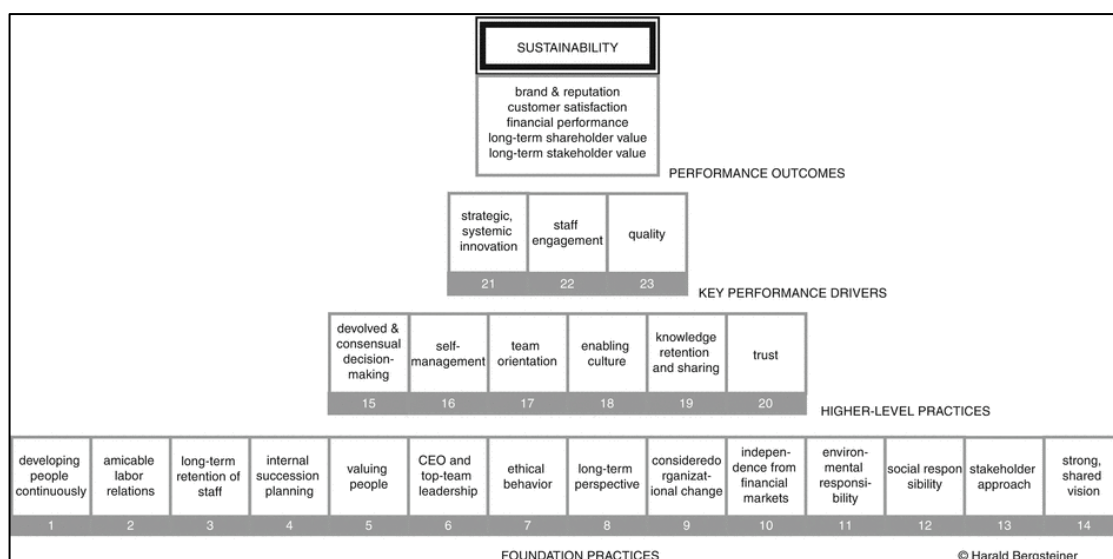 SUSTAINABILITY
brand & reputation
customer satisfaction
financial performance
long-term shareholder value
long-term stakeholder value
PERFORMANCE OUTCOMES
strategic,
systemic
innovation
staff
engagement
quality
21
22
23
KEY PERFORMANCE DRIVERS
devolved &
consensual
decision-
making
self-
management
team
orientation
enabling
culture
knowledge
retention
and sharing
trust
15
16
17
18
19
20
HIGHER-LEVEL PRACTICES
developing
people
continuously
amicable
labor
relations
long-term
retention of
staff
internal
succession
planning
valuing
people
CEO and
top-team
leadership
ethical
behavior
long-term
perspective
consideredo
rganizat-
ional change
indepen-
dence from
financial
markets
environ-
mental
responsi-
bility
social respon
sibility
stakeholder
approach
strong,
shared
vision
1
2
3
4
5
6
7
8
9
10
11
12
13
14
FOUNDATION PRACTICES
© Harald Bergsteiner